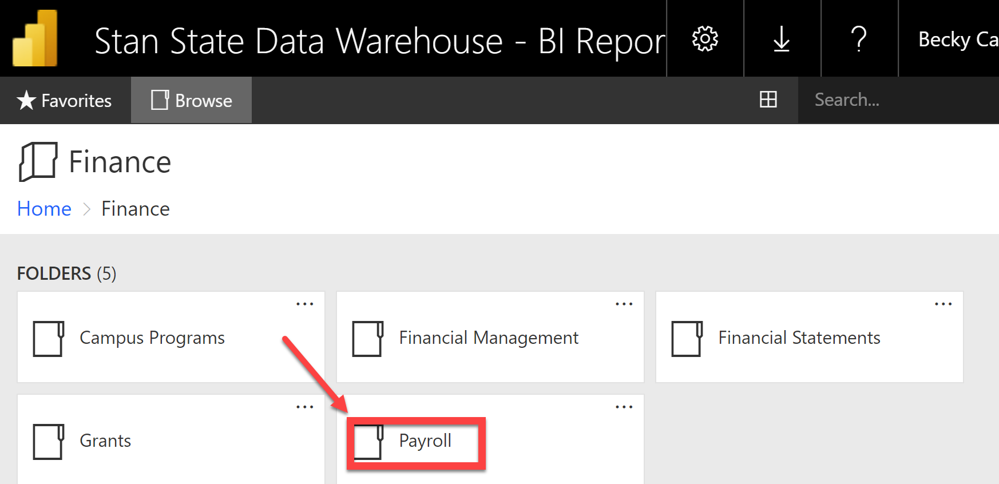 Stan State Data Warehouse - BI Repor
?
Becky Ca
Favorites
Browse
Search...
Finance
Home > Finance
FOLDERS (5)
Campus Programs
Financial Management
Financial Statements
Grants
Payroll